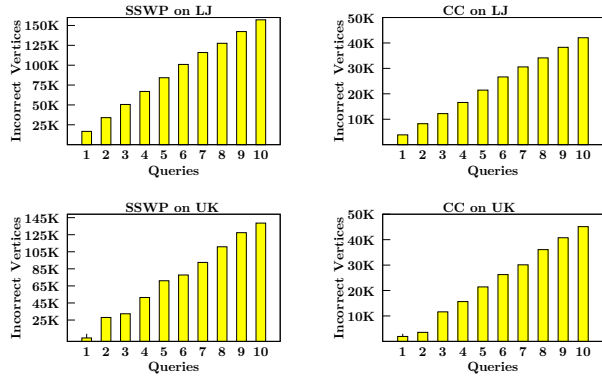 SSWP on LJ
Incorrect Vertices
150K
125K
100K
75K
50K
25K
1 2 3 4 5 6 7 8 9 10
Queries
CC on LJ
Incorrect Vertices
50K
40K
30K
20K
10K
1 2 3 4 5 6 7 8 9 10
Queries
SSWP on UK
Incorrect Vertices
145K
125K
105K
85K
65K
45K
25K
1 2 3 4 5 6 7 8 9 10
Queries
CC on UK
Incorrect Vertices
50K
40K
30K
20K
10K
1 2 3 4 5 6 7 8 9 10
Queries